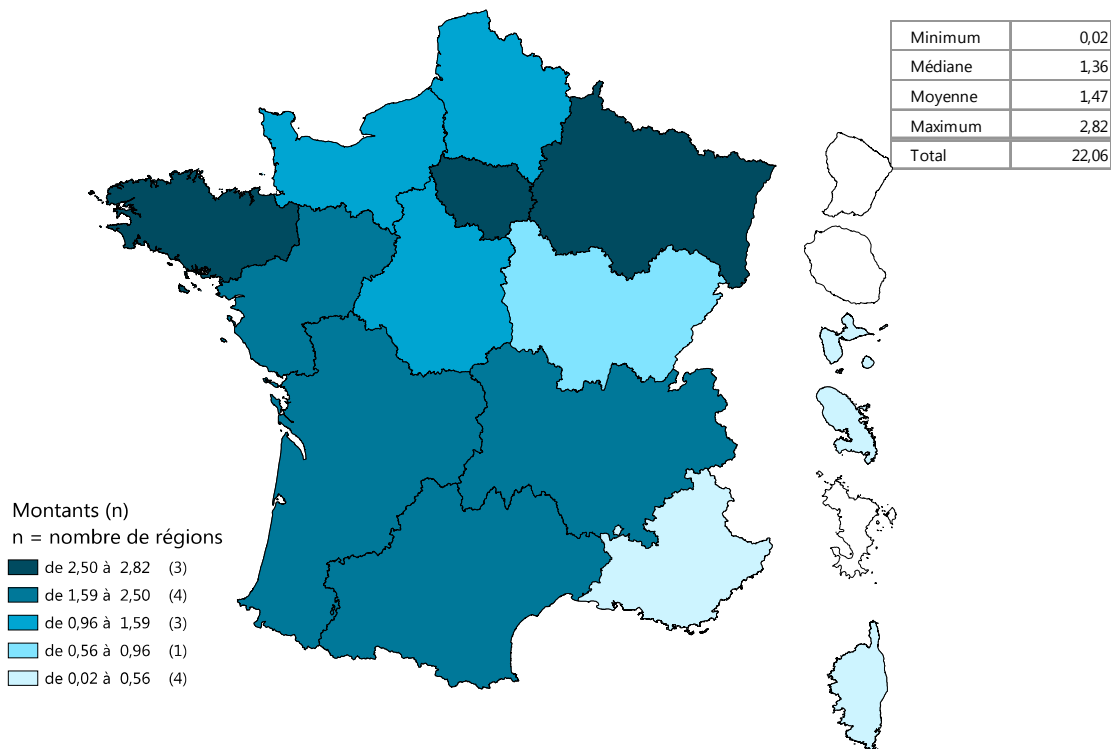 Minimum 0,02
Médiane 1,36
Moyenne 1,47
Maximum 2,82
Total 22,06
Montants (n)
n = nombre de régions
de 2,50 à 2,82 (3)
de 1,59 à 2,50 (4)
de 0,96 à 1,59 (3)
de 0,56 à 0,96 (1)
de 0,02 à 0,56 (4)